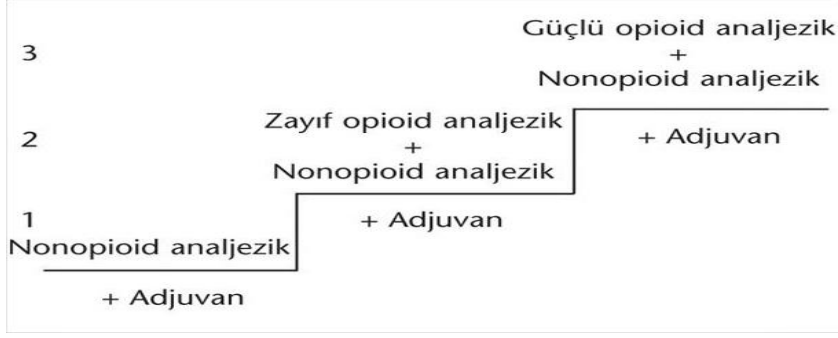 3
Güçlü opioid analjezik
+
Nonopioid analjezik
+ Adjuvan
2
Zayıf opioid analjezik
+
Nonopioid analjezik
+ Adjuvan
1
Nonopioid analjezik
+ Adjuvan